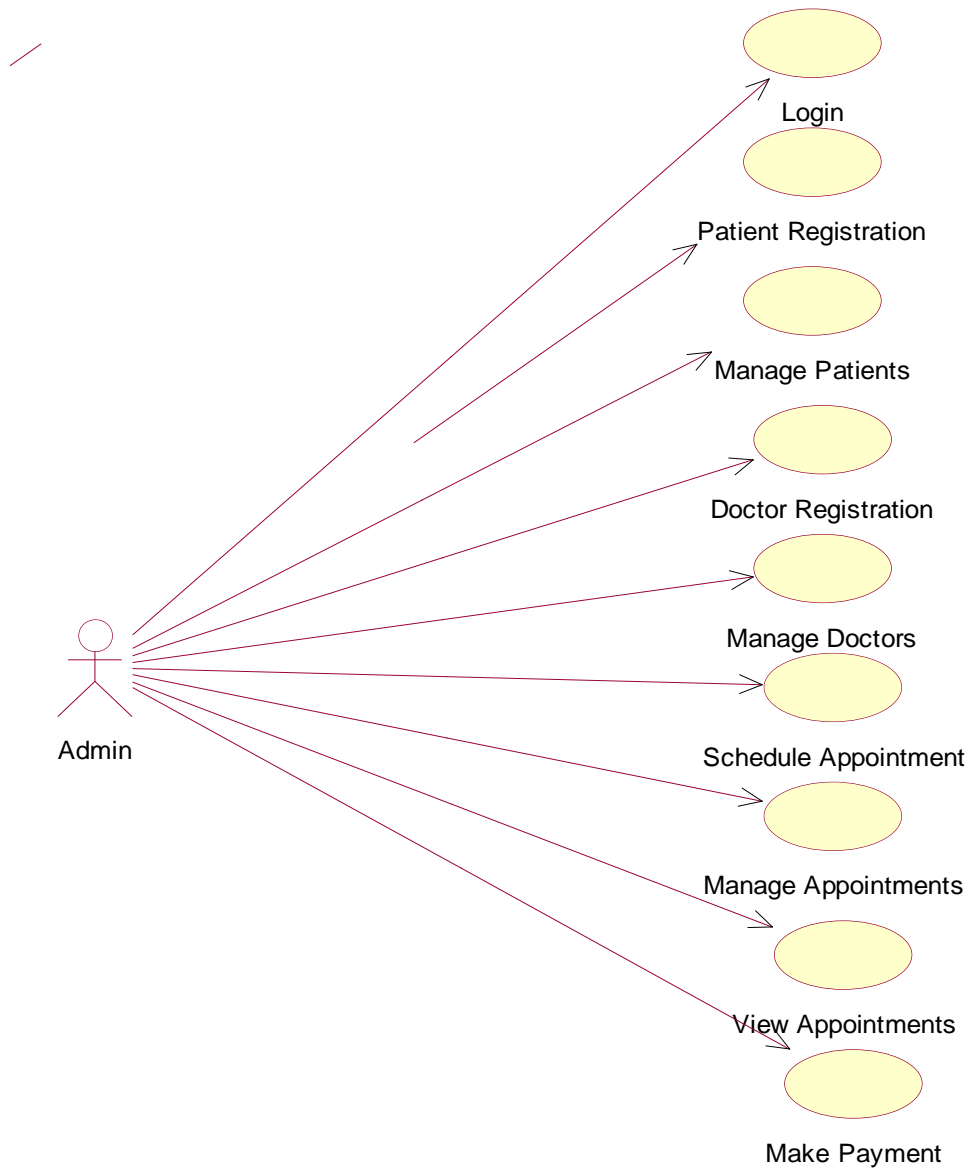 Login
Patient Registration
Manage Patients
Doctor Registration
Manage Doctors
Admin
Schedule Appointment
Manage Appointments
View Appointments
Make Payment